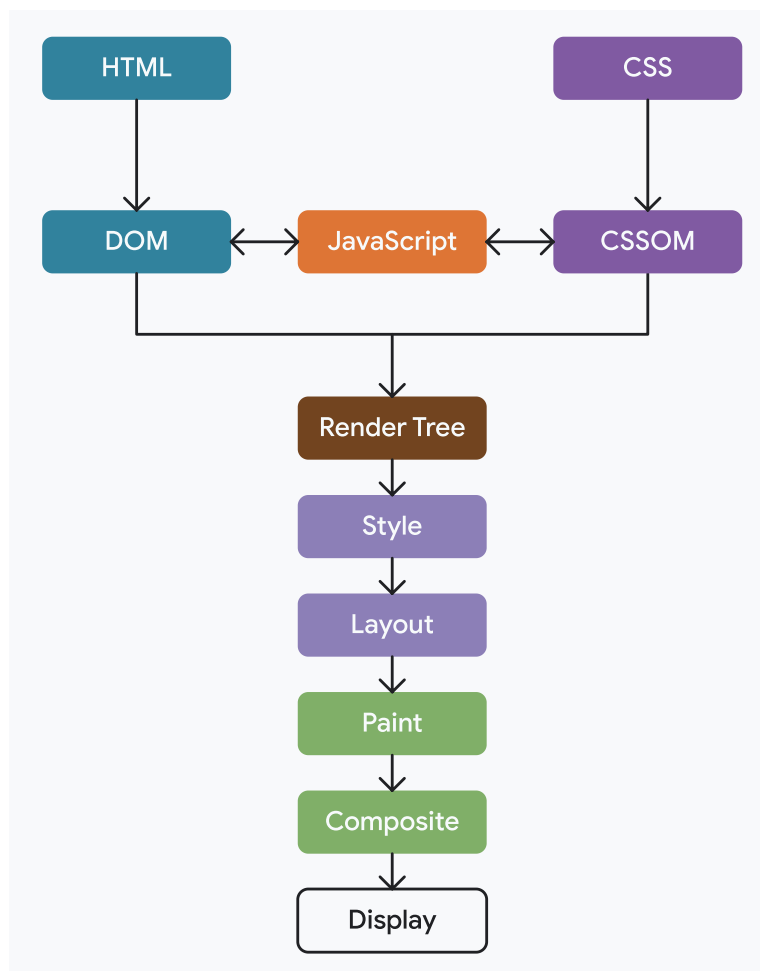 HTML
CSS
DOM
JavaScript
CSSOM
Render Tree
Style
Layout
Paint
Composite
Display